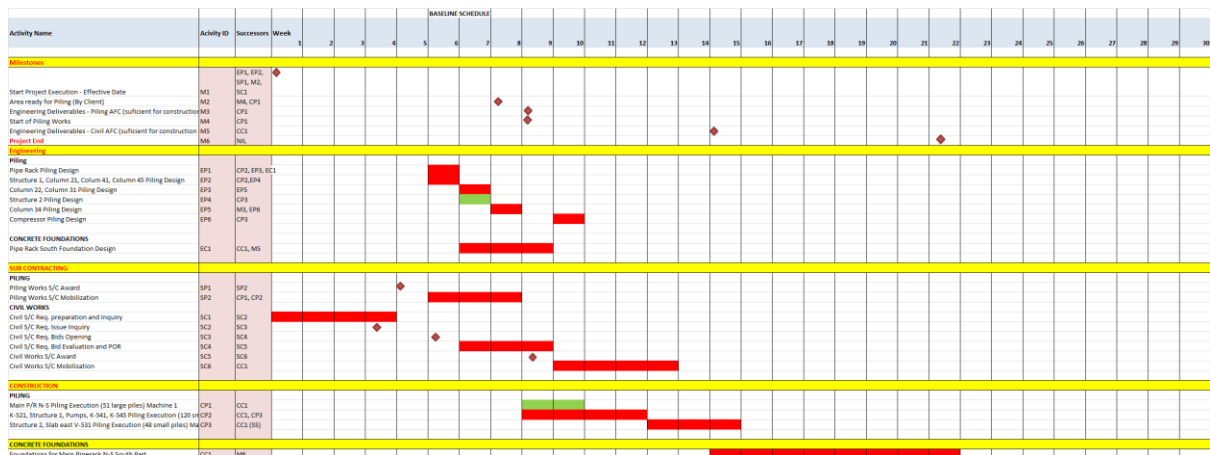 BASELINE SCHEDULE
Activity Name Acivity ID Successors Week 1 2 3 4 5 6 7 8 9 10 11 12 13 14 15 16 17 18 19 20 21 22 23 24 25 26 27 28 29 30
Milestones
EP1, EP2,
SP1, M2,
Start Project Execution - Effective Date M1 SC1
Area ready for Piling (By Client) M2 M4, CP1
Engineering Deliverables - Piling AFC (suficient for constructior M3 CP1
Start of Piling Works M4 CP1
Engineering Deliverables - Civil AFC (suficient for construction M5 CC1
Project End M6 NIL
Engineering
Piling
Pipe Rack Piling Design EP1 CP2, EP3, EC1
Structure 1, Column 21, Colum 41, Column 45 Piling Design EP2 CP2,EP4
Column 22, Column 31 Piling Design EP3 EP5
Structure 2 Piling Design EP4 CP3
Column 34 Piling Design EP5 M3, EP6
Compressor Piling Design EP6 CP3
CONCRETE FOUNDATIONS
Pipe Rack South Foundation Design EC1 CC1, M5
SUB CONTRACTING
PILING
Piling Works S/C Award SP1 SP2
Piling Works S/C Mobilization SP2 CP1, CP2
CIVIL WORKS
Civil S/C Req. preparation and Inquiry SC1 SC2
Civil S/C Req. Issue Inquiry SC2 SC3
Civil S/C Req. Bids Opening SC3 SC4
Civil S/C Req. Bid Evaluation and POR SC4 SC5
Civil Works S/C Award SC5 SC6
Civil Works S/C Mobilization SC6 CC1
CONSTRUCTION
PILING
Main P/R N-S Piling Execution (51 large piles) Machine 1 CP1 CC1
K-521, Structure 1, Pumps, K-541, K-545 Piling Execution (120 sm CP2 CC1, CP3
Structure 2, Slab east V-531 Piling Execution (48 small piles) Ma CP3 CC1 (SS)
CONCRETE FOUNDATIONS
Foundations for Main Piperack N-S South Part CC1 M6